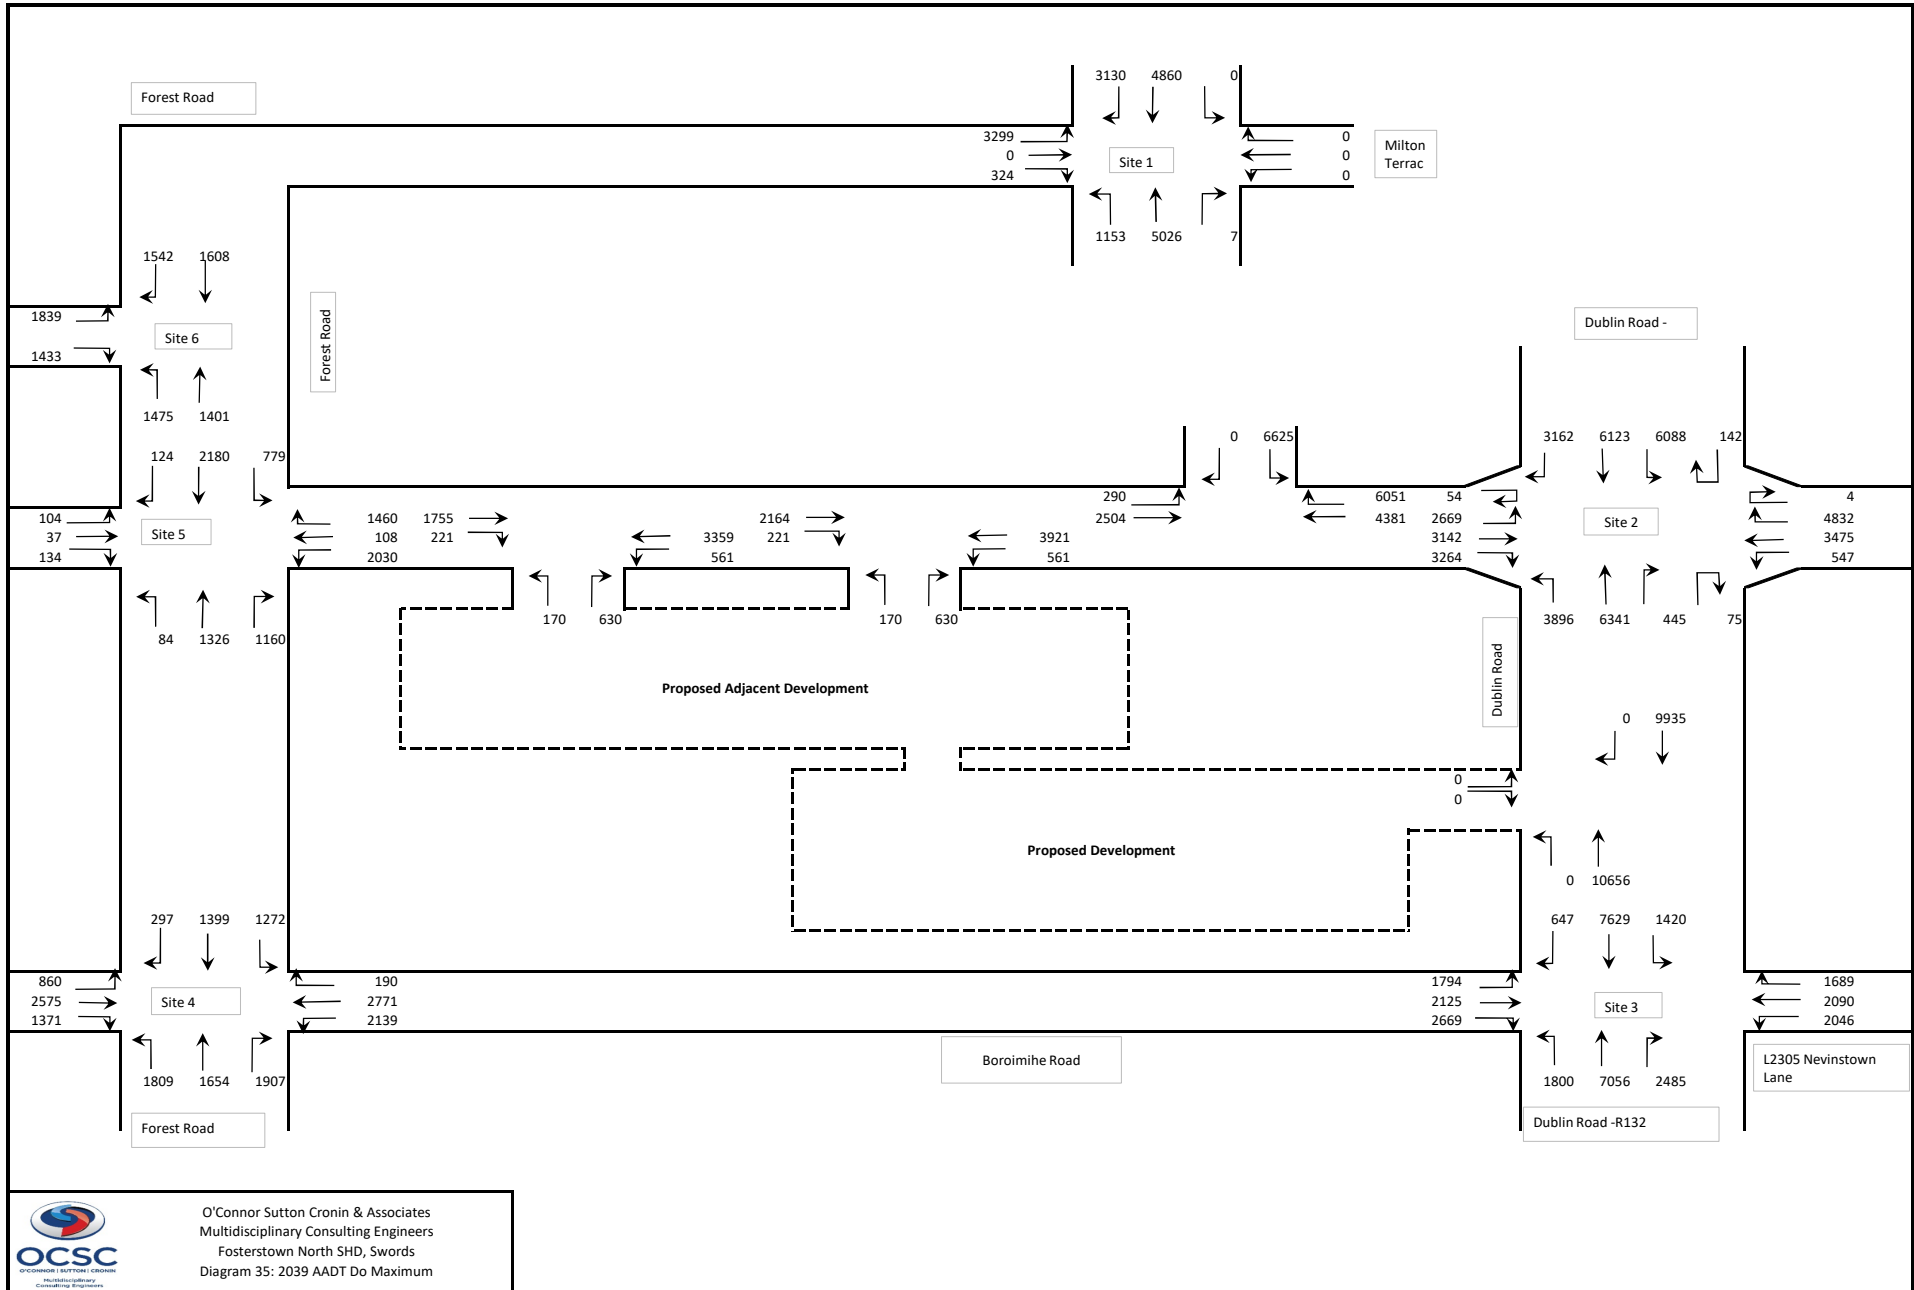 3130 4860 0
Forest Road
3299 0
0 0
324 0
Site 1
Milton
Terrac
1153 5026 7
1542 1608
1839
Site 6
1433
Forest Road
Dublin Road -
1475 1401
124 2180 779
0 6625
3162 6123 6088 142
104
37
134
Site 5
1460 1755
108 221
2030
3359
561
2164
221
3921
561
290
2504
6051 54
4381 2669
3142
3264
Site 2
4
4832
3475
547
84 1326 1160
170 630
170 630
3896 6341 445 75
Dublin Road
Proposed Adjacent Development
0 9935
0
0
Proposed Development
0 10656
297 1399 1272
647 7629 1420
860
2575
1371
Site 4
190
2771
2139
1794
2125
2669
Site 3
1689
2090
2046
Boroimihe Road
L2305 Nevinstown
Lane
1809 1654 1907
1800 7056 2485
Forest Road
Dublin Road -R132
OCSC
O'CONNOR | SUTTON | CRONIN
Multidisciplinary
Consulting Engineers
O'Connor Sutton Cronin & Associates
Multidisciplinary Consulting Engineers
Fosterstown North SHD, Swords
Diagram 35: 2039 AADT Do Maximum